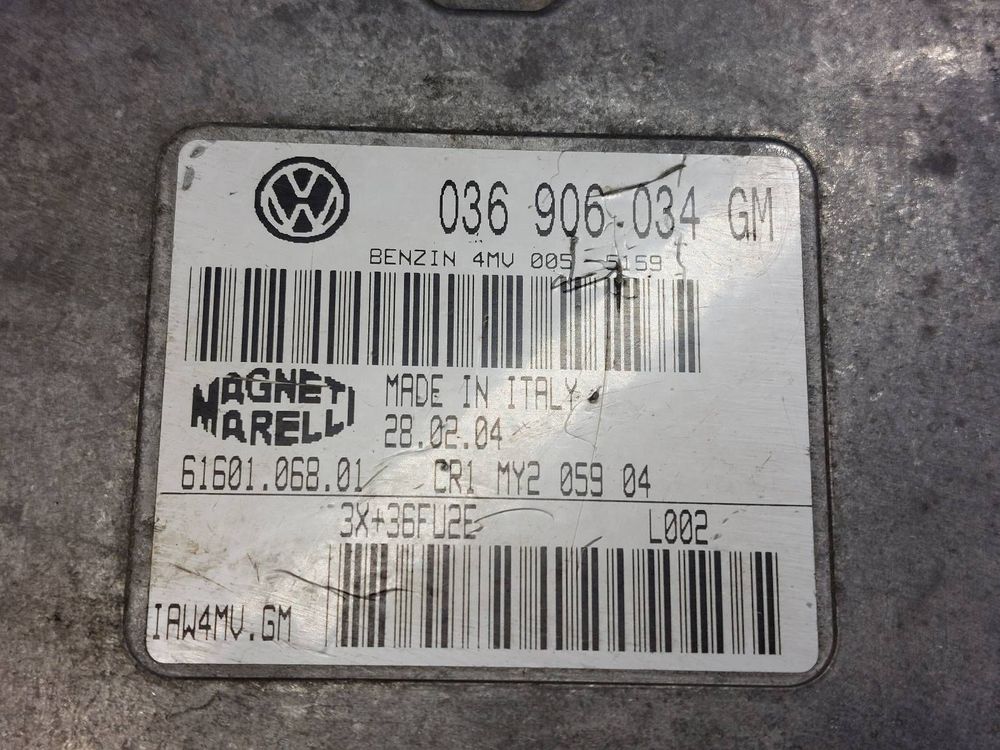 036 906 034 GM
BENZIN 4MV 005 5159
MAGNETI
MARELLI
MADE IN ITALY
28.02.04
61601.068.01 CR1 MY2 059 04
3X+36FU2E L002
IAW4MV.GM